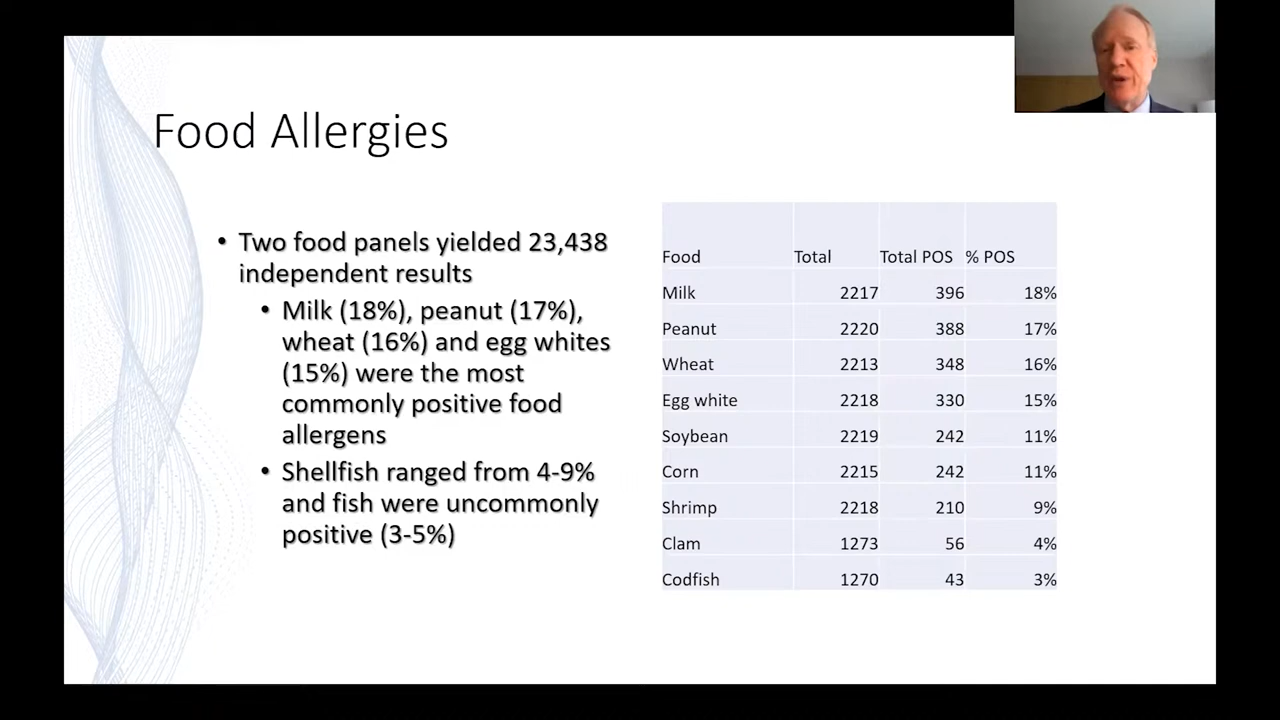 Food Allergies
• Two food panels yielded 23,438
independent results
• Milk (18%), peanut (17%),
wheat (16%) and egg whites
(15%) were the most
commonly positive food
allergens
• Shellfish ranged from 4-9%
and fish were uncommonly
positive (3-5%)
Food Total Total POS % POS
Milk 2217 396 18%
Peanut 2220 388 17%
Wheat 2213 348 16%
Egg white 2218 330 15%
Soybean 2219 242 11%
Corn 2215 242 11%
Shrimp 2218 210 9%
Clam 1273 56 4%
Codfish 1270 43 3%